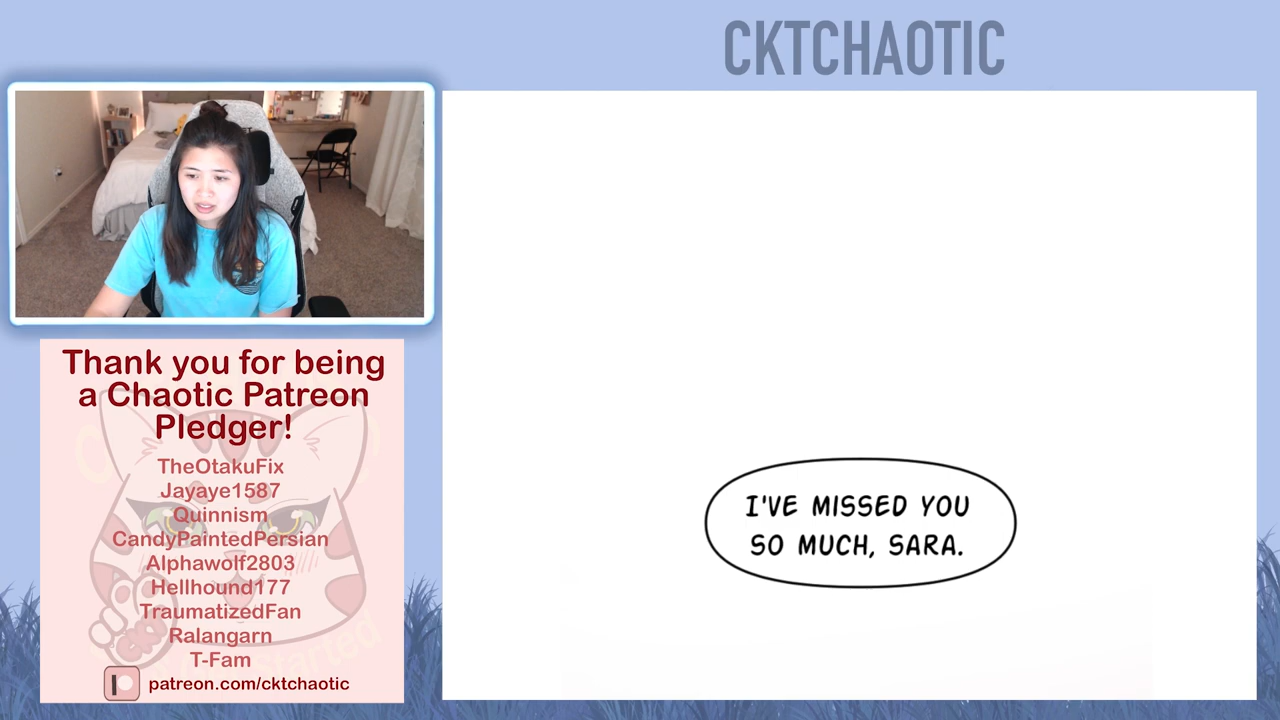 CKTCHAOTIC
Thank you for being
a Chaotic Patreon
Pledger!
TheOtakuFix
Jayaye1587
Quinnism
CandyPaintedPersian
Alphawolf2803
Hellhound177
TraumatizedFan
Ralangarn
T-Fam
patreon.com/cktchaotic
I'VE MISSED YOU
SO MUCH, SARA.